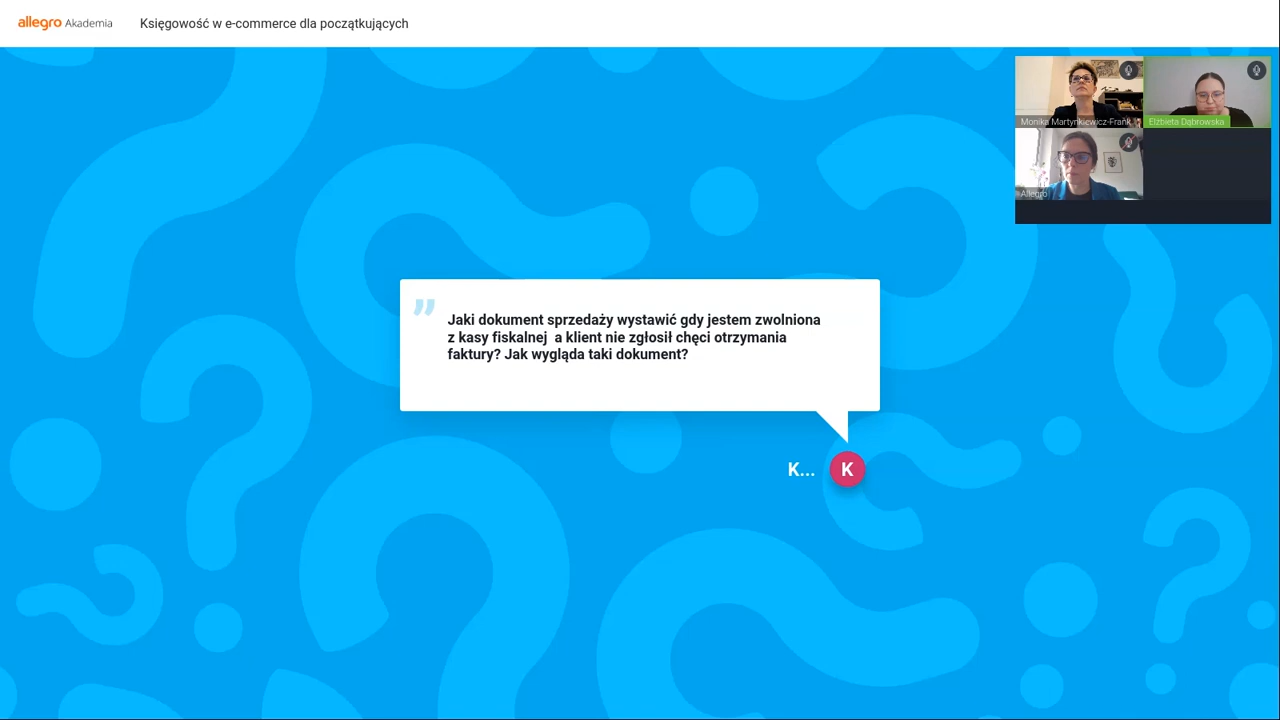 allegro Akademia
Księgowość w e-commerce dla początkujących
Monika Martynkiewicz-Frank
Elżbieta Dąbrowska
Allegro
”
Jaki dokument sprzedaży wystawić gdy jestem zwolniona
z kasy fiskalnej a klient nie zgłosił chęci otrzymania
faktury? Jak wygląda taki dokument?
K... K